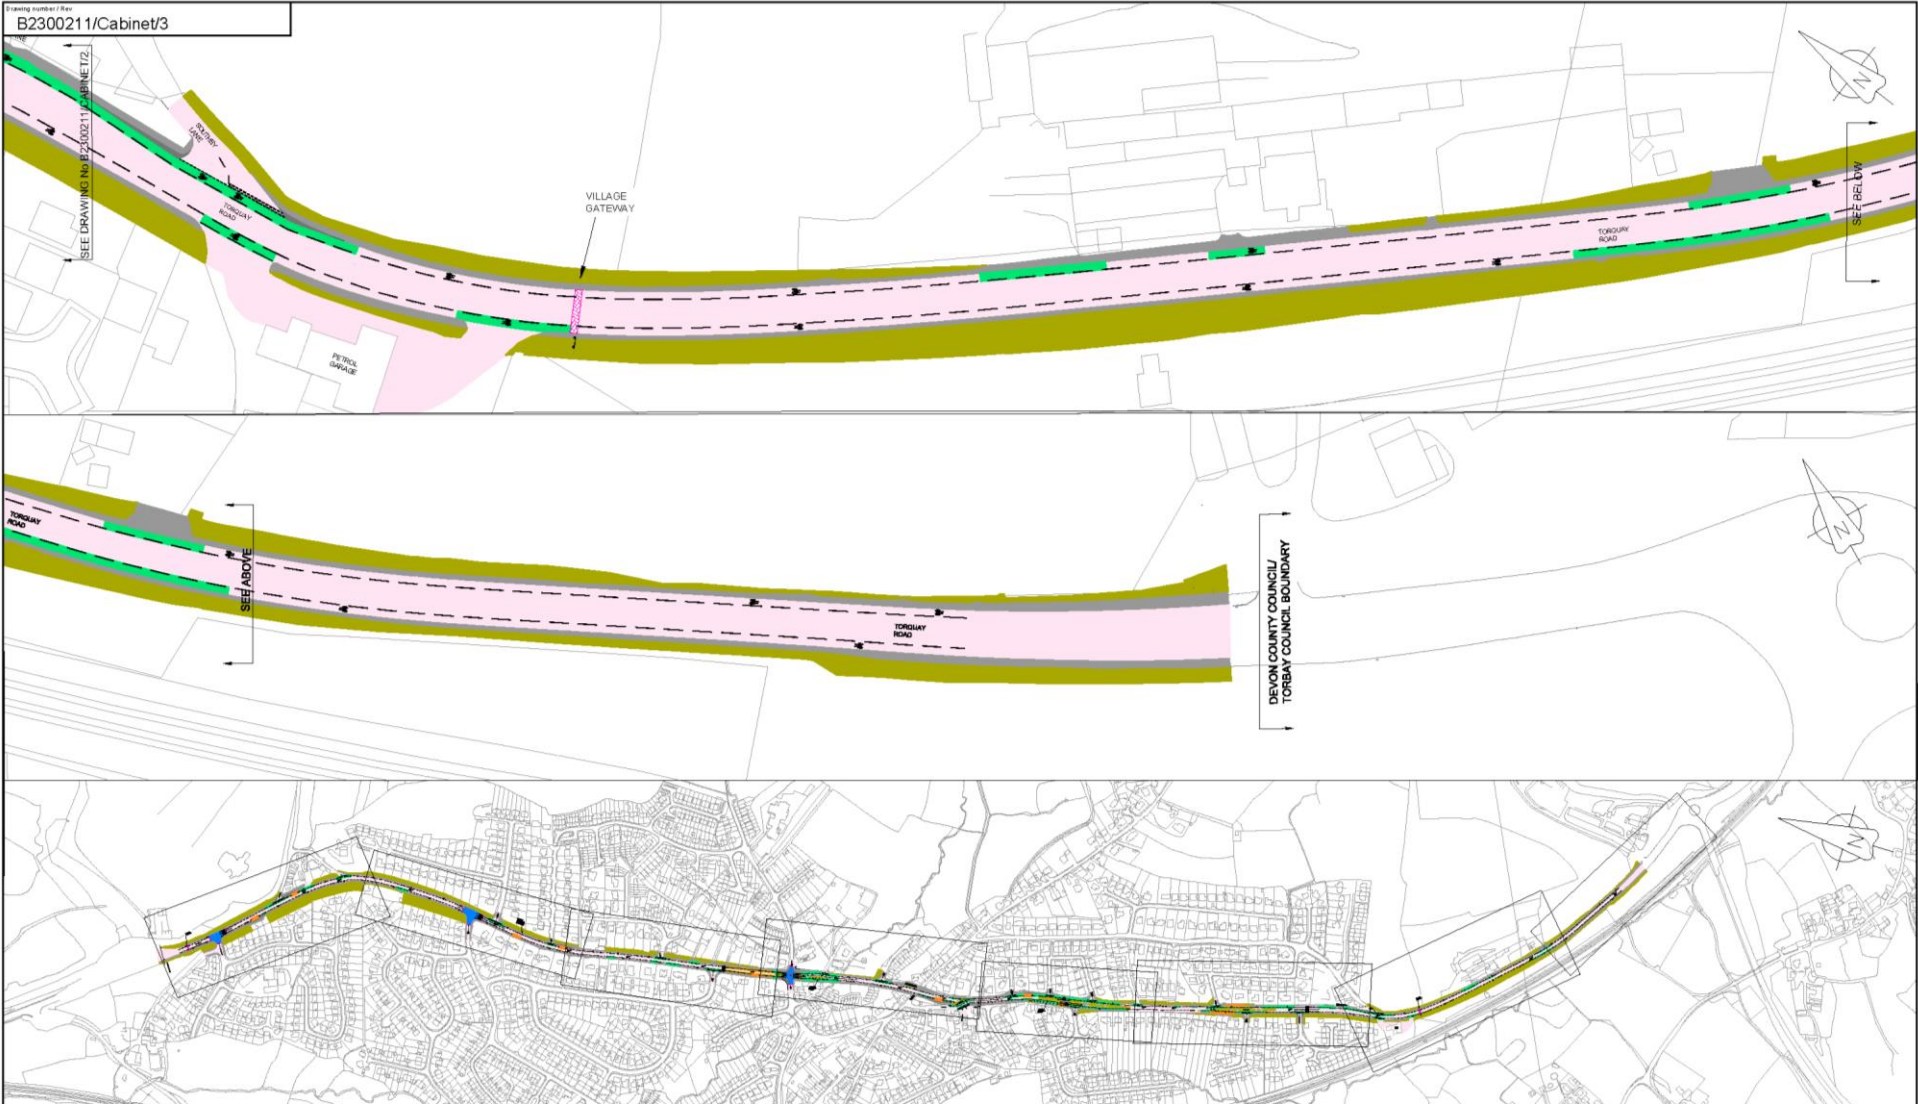 Drawing number / Rev
B2300211/Cabinet/3
SEE DRAWING No B2300211/CABINET/2
SOUTHEY
LANE
TORQUAY
ROAD
VILLAGE
GATEWAY
PETROL
GARAGE
TORQUAY
ROAD
SEE BELOW
N
TORQUAY
ROAD
SEE ABOVE
TORQUAY
ROAD
DEVON COUNTY COUNCIL/
TORBAY COUNCIL BOUNDARY
N
N